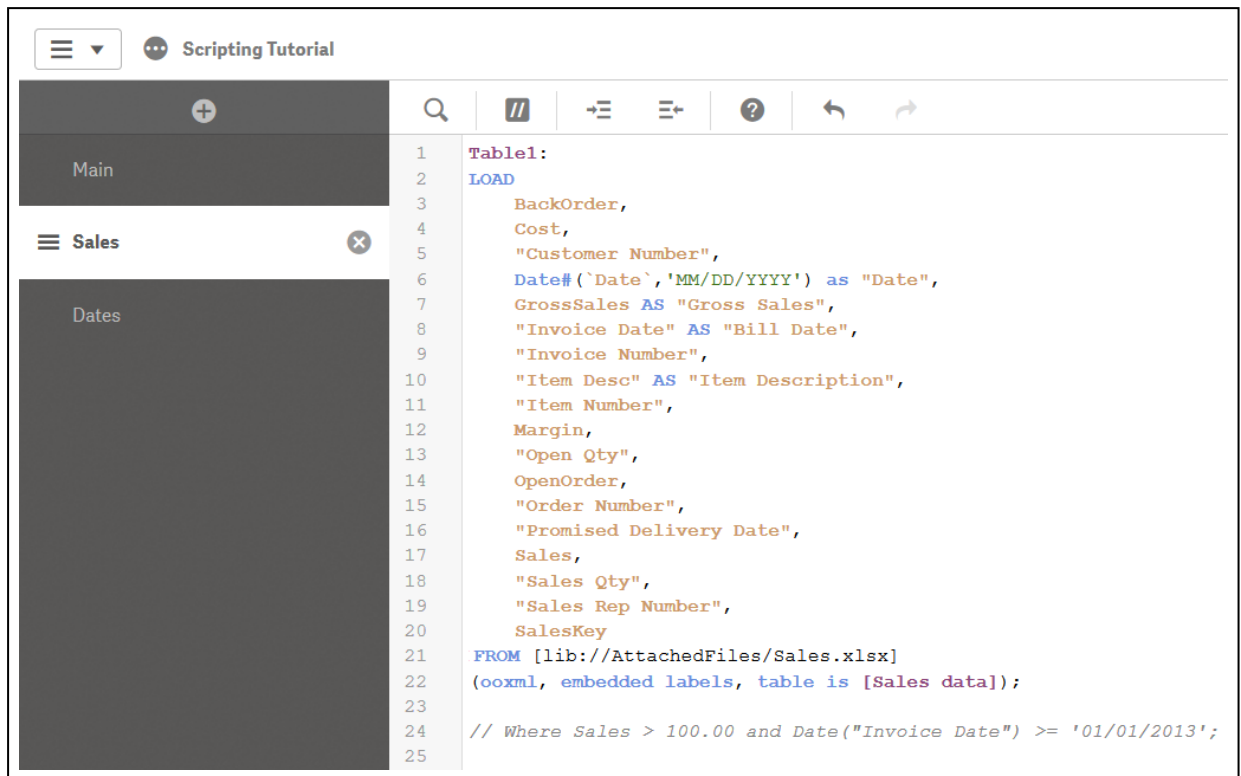 Scripting Tutorial
Main
Sales
Dates
//
?
1 Table1:
2 LOAD
3 BackOrder,
4 Cost,
5 "Customer Number",
6 Date#(`Date`,'MM/DD/YYYY') as "Date",
7 GrossSales AS "Gross Sales",
8 "Invoice Date" AS "Bill Date",
9 "Invoice Number",
10 "Item Desc" AS "Item Description",
11 "Item Number",
12 Margin,
13 "Open Qty",
14 OpenOrder,
15 "Order Number",
16 "Promised Delivery Date",
17 Sales,
18 "Sales Qty",
19 "Sales Rep Number",
20 SalesKey
21 FROM [lib://AttachedFiles/Sales.xlsx]
22 (ooxml, embedded labels, table is [Sales data]);
23
24 // Where Sales > 100.00 and Date("Invoice Date") >= '01/01/2013';
25